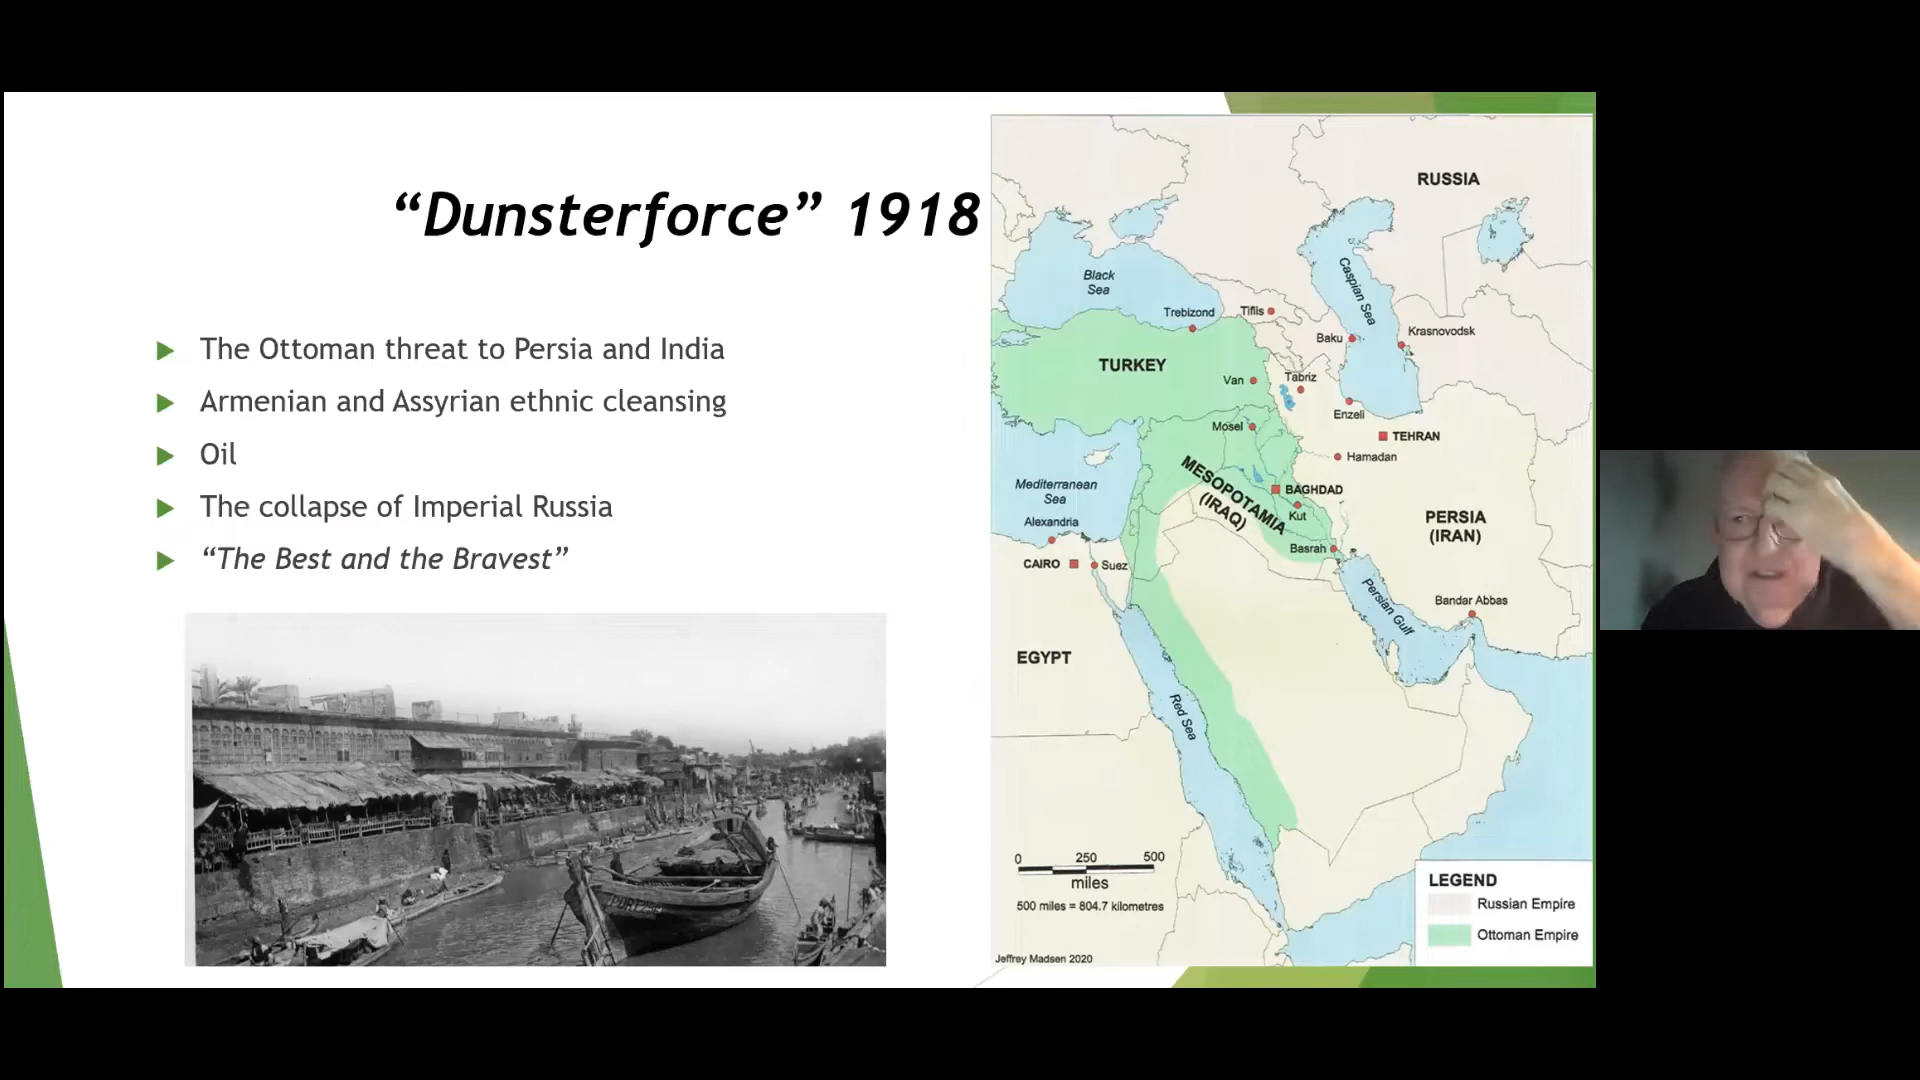 “Dunsterforce” 1918
The Ottoman threat to Persia and India
Armenian and Assyrian ethnic cleansing
Oil
The collapse of Imperial Russia
“The Best and the Bravest”
RUSSIA
Black
Sea
Caspian Sea
Trebizond
Tiflis
Baku
Krasnovodsk
TURKEY
Van
Tabriz
Enzeli
Mosel
TEHRAN
Hamadan
MESOPOTAMIA
(IRAQ)
Mediterranean
Sea
BAGHDAD
Kut
Alexandria
PERSIA
(IRAN)
Basrah
CAIRO
Suez
Persian Gulf
Bandar Abbas
EGYPT
Red Sea
0 250 500
miles
500 miles = 804.7 kilometres
LEGEND
Russian Empire
Ottoman Empire
Jeffrey Madsen 2020